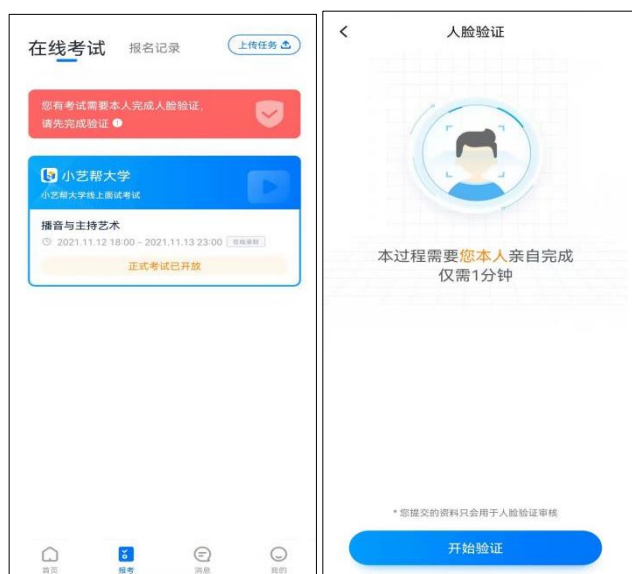 在线考试
报名记录
上传任务
您有考试需要本人完成人脸验证,
请先完成验证
小艺帮大学
小艺帮大学线上面试考试
播音与主持艺术
2021.11.12 18:00 - 2021.11.13 23:00
正式考试已开放
首页
报考
消息
我的
人脸验证
本过程需要您本人亲自完成
仅需1分钟
* 您提交的资料只会用于人脸验证审核
开始验证